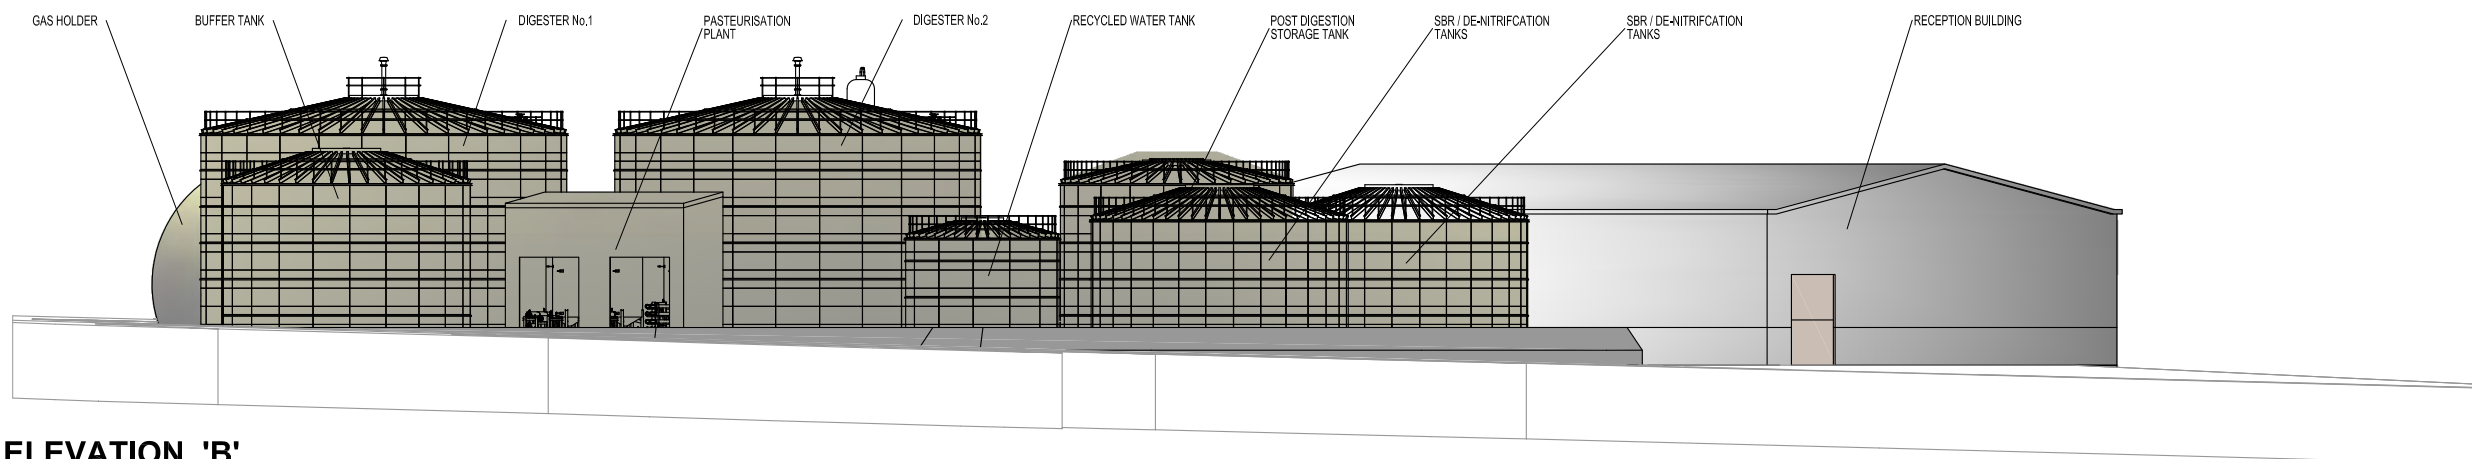 GAS HOLDER
BUFFER TANK
DIGESTER No.1
PASTEURISATION
PLANT
DIGESTER No.2
RECYCLED WATER TANK
POST DIGESTION
STORAGE TANK
SBR / DE-NITRIFCATION
TANKS
SBR / DE-NITRIFCATION
TANKS
RECEPTION BUILDING
ELEVATION 'B'